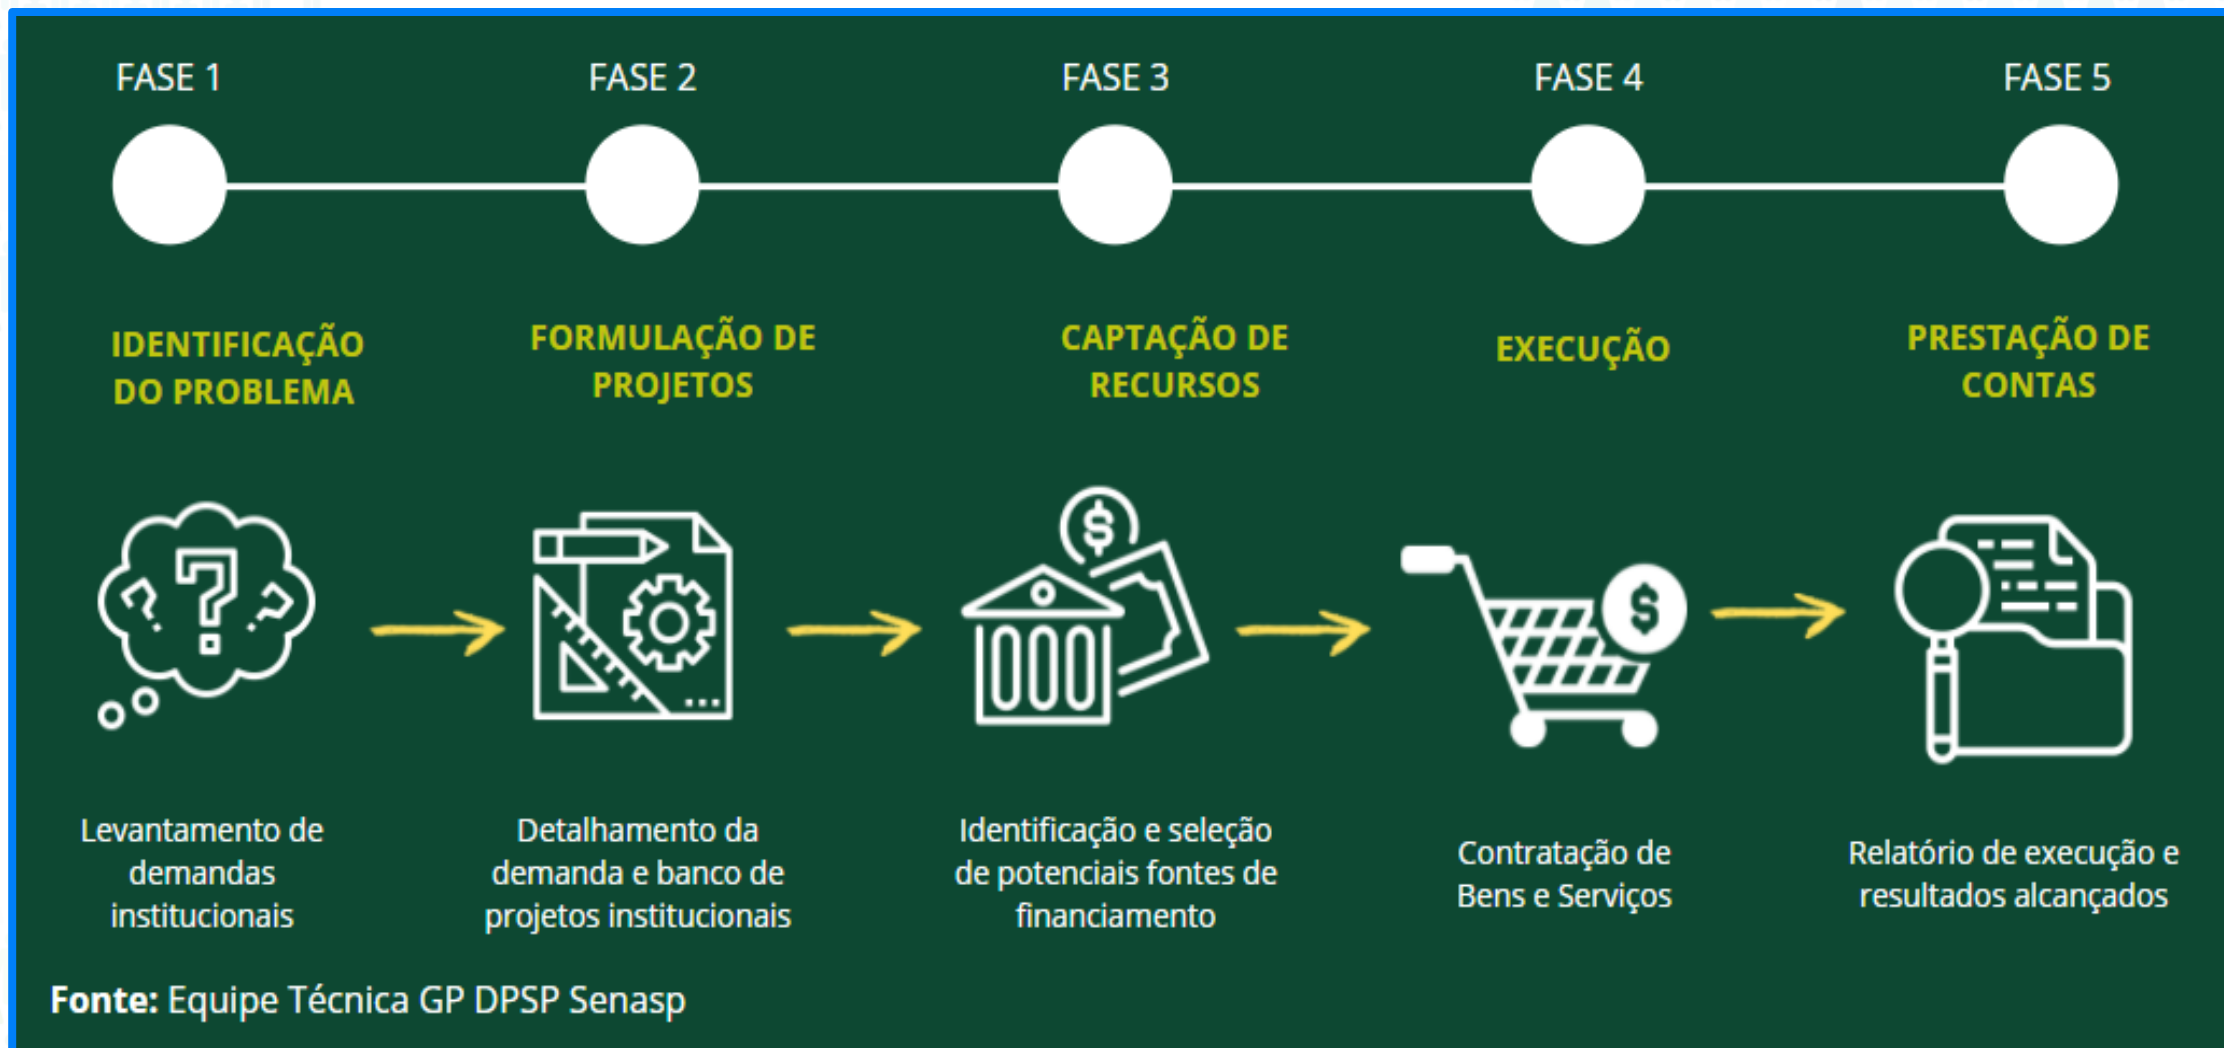 FASE 1
FASE 2
FASE 3
FASE 4
FASE 5
IDENTIFICAÇÃO
DO PROBLEMA
FORMULAÇÃO DE
PROJETOS
CAPTAÇÃO DE
RECURSOS
EXECUÇÃO
PRESTAÇÃO DE
CONTAS
Levantamento de
demandas
institucionais
Detalhamento da
demanda e banco de
projetos institucionais
Identificação e seleção
de potenciais fontes de
financiamento
Contratação de
Bens e Serviços
Relatório de execução e
resultados alcançados
Fonte: Equipe Técnica GP DPSP Senasp